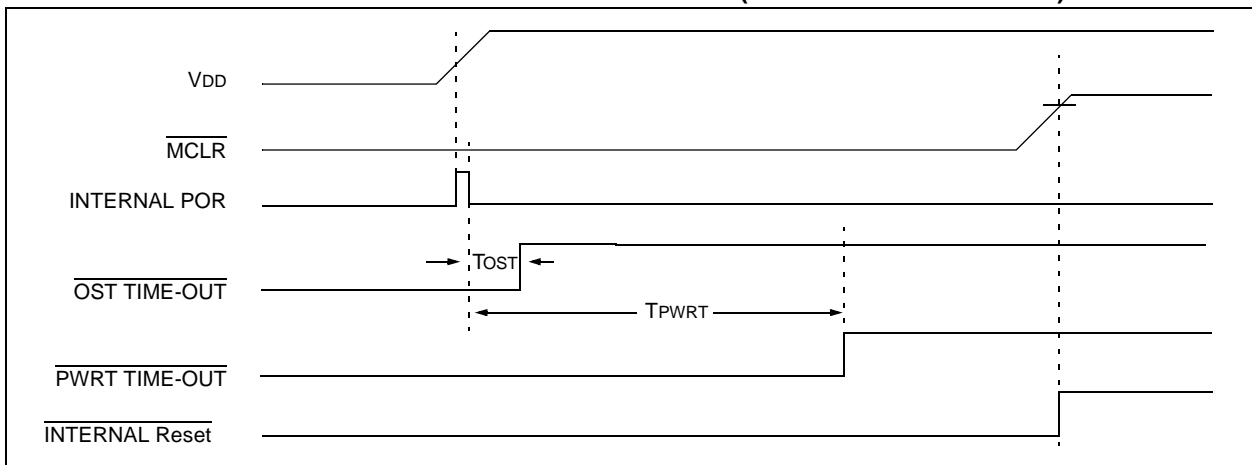 VDD
MCLR
INTERNAL POR
TOST
OST TIME-OUT
TPWRT
PWRT TIME-OUT
INTERNAL Reset